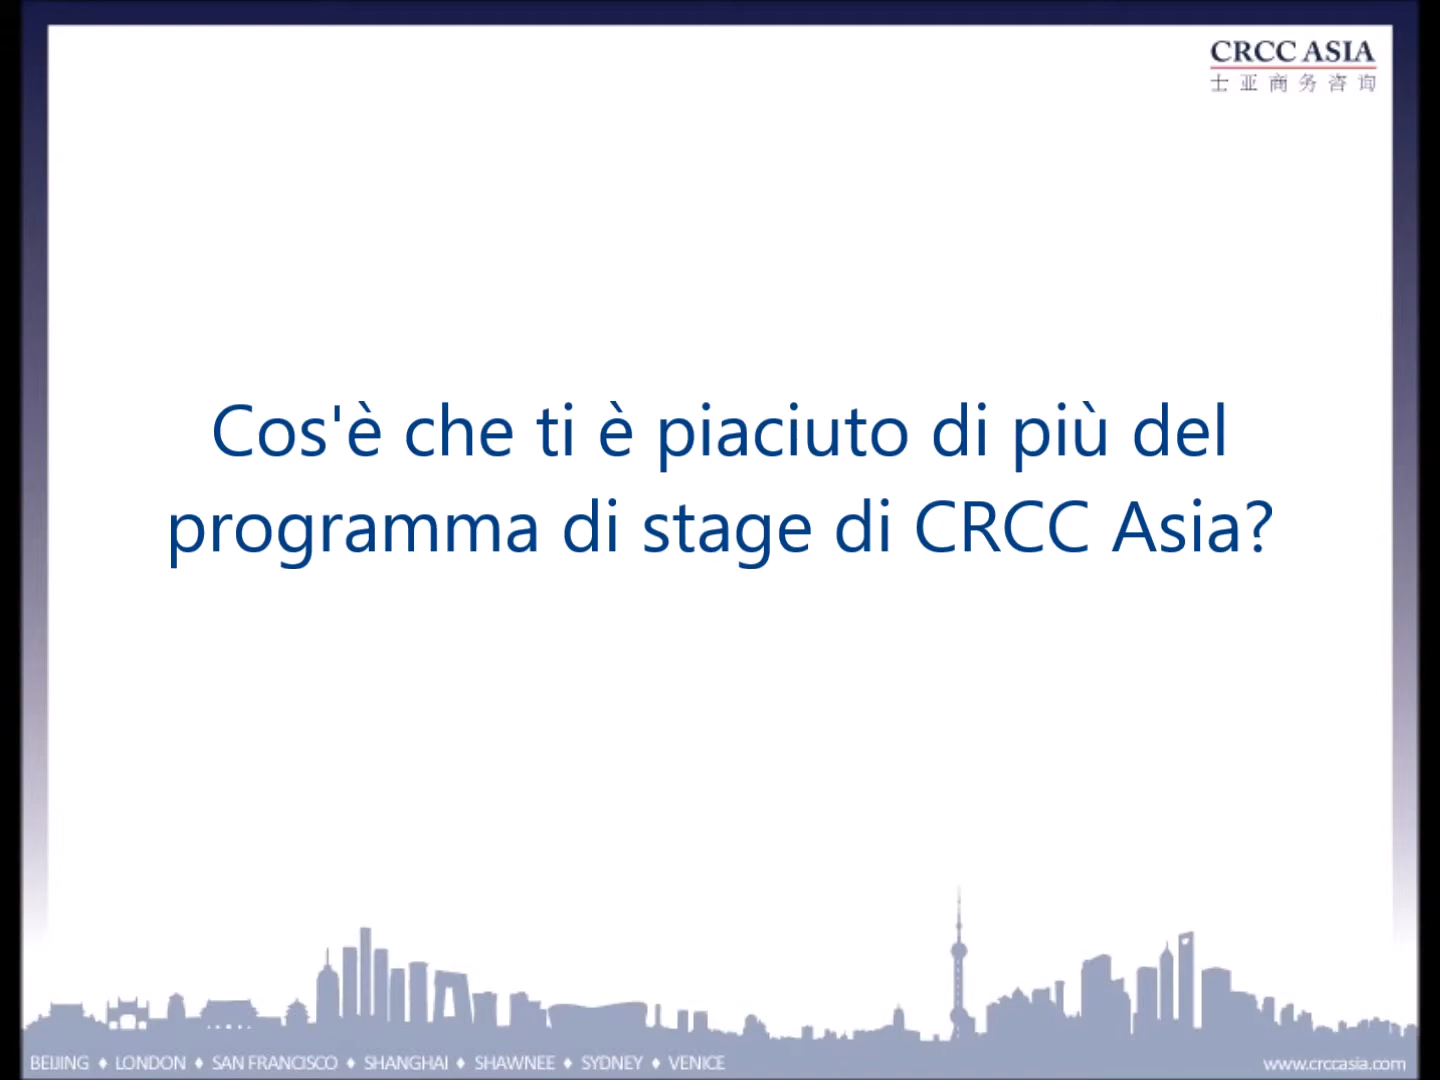 CRCC ASIA
士亚商务咨询
Cos'è che ti è piaciuto di più del
programma di stage di CRCC Asia?
BEIJING ♦ LONDON ♦ SAN FRANCISCO ♦ SHANGHAI ♦ SHAWNEE ♦ SYDNEY ♦ VENICE
www.crccasia.com